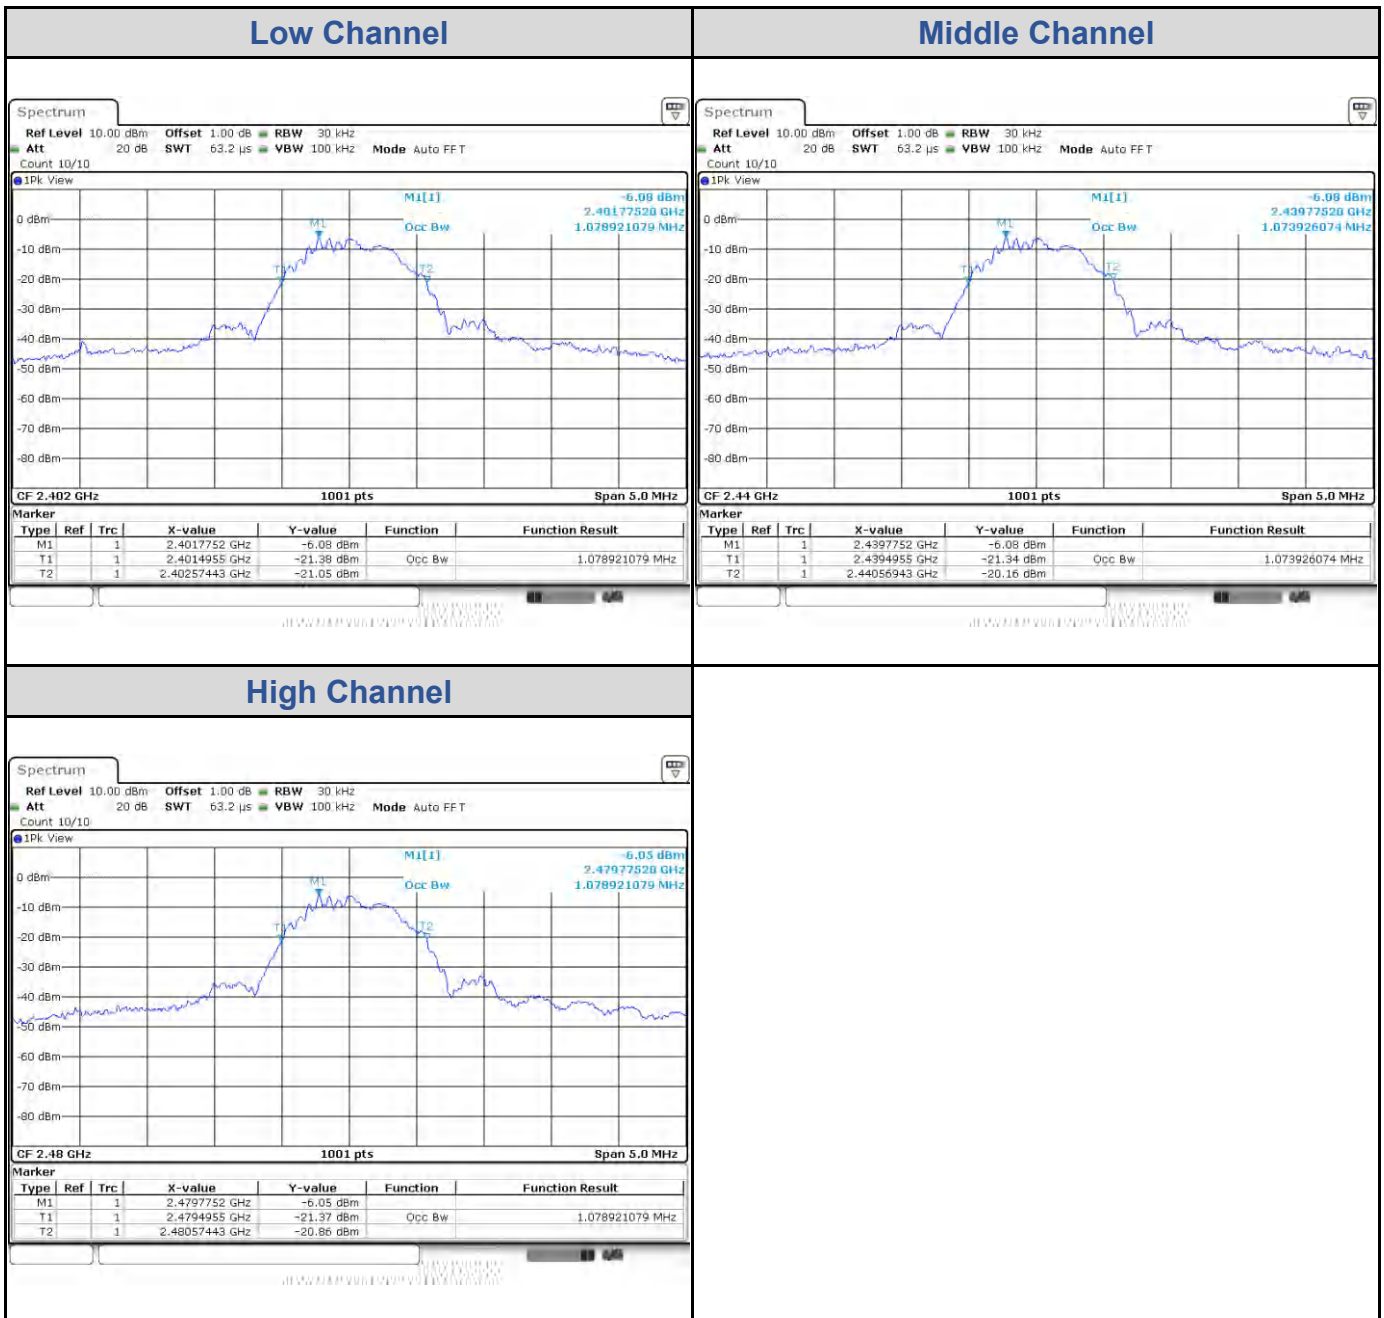 Low Channel
Spectrum
Ref Level 10.00 dBm Offset 1.00 dB RBW 30 kHz
Att 20 dB SWT 63.2 µs VBW 100 kHz Mode Auto FFT
Count 10/10
1Pk View
M1[1] -6.08 dBm
2.40177520 GHz
Occ Bw 1.078921079 MHz
M1
T1
T2
0 dBm
-10 dBm
-20 dBm
-30 dBm
-40 dBm
-50 dBm
-60 dBm
-70 dBm
-80 dBm
CF 2.402 GHz 1001 pts Span 5.0 MHz
Marker
Type Ref Trc X-value Y-value Function Function Result
M1 1 2.4017752 GHz -6.08 dBm
T1 1 2.4014955 GHz -21.38 dBm Occ Bw 1.078921079 MHz
T2 1 2.40257443 GHz -21.05 dBm
Middle Channel
Spectrum
Ref Level 10.00 dBm Offset 1.00 dB RBW 30 kHz
Att 20 dB SWT 63.2 µs VBW 100 kHz Mode Auto FFT
Count 10/10
1Pk View
M1[1] -6.08 dBm
2.43977520 GHz
Occ Bw 1.073926074 MHz
M1
T1
T2
0 dBm
-10 dBm
-20 dBm
-30 dBm
-40 dBm
-50 dBm
-60 dBm
-70 dBm
-80 dBm
CF 2.44 GHz 1001 pts Span 5.0 MHz
Marker
Type Ref Trc X-value Y-value Function Function Result
M1 1 2.4397752 GHz -6.08 dBm
T1 1 2.4394955 GHz -21.34 dBm Occ Bw 1.073926074 MHz
T2 1 2.44056943 GHz -20.16 dBm
High Channel
Spectrum
Ref Level 10.00 dBm Offset 1.00 dB RBW 30 kHz
Att 20 dB SWT 63.2 µs VBW 100 kHz Mode Auto FFT
Count 10/10
1Pk View
M1[1] -6.05 dBm
2.47977520 GHz
Occ Bw 1.078921079 MHz
M1
T1
T2
0 dBm
-10 dBm
-20 dBm
-30 dBm
-40 dBm
-50 dBm
-60 dBm
-70 dBm
-80 dBm
CF 2.48 GHz 1001 pts Span 5.0 MHz
Marker
Type Ref Trc X-value Y-value Function Function Result
M1 1 2.4797752 GHz -6.05 dBm
T1 1 2.4794955 GHz -21.37 dBm Occ Bw 1.078921079 MHz
T2 1 2.48057443 GHz -20.86 dBm